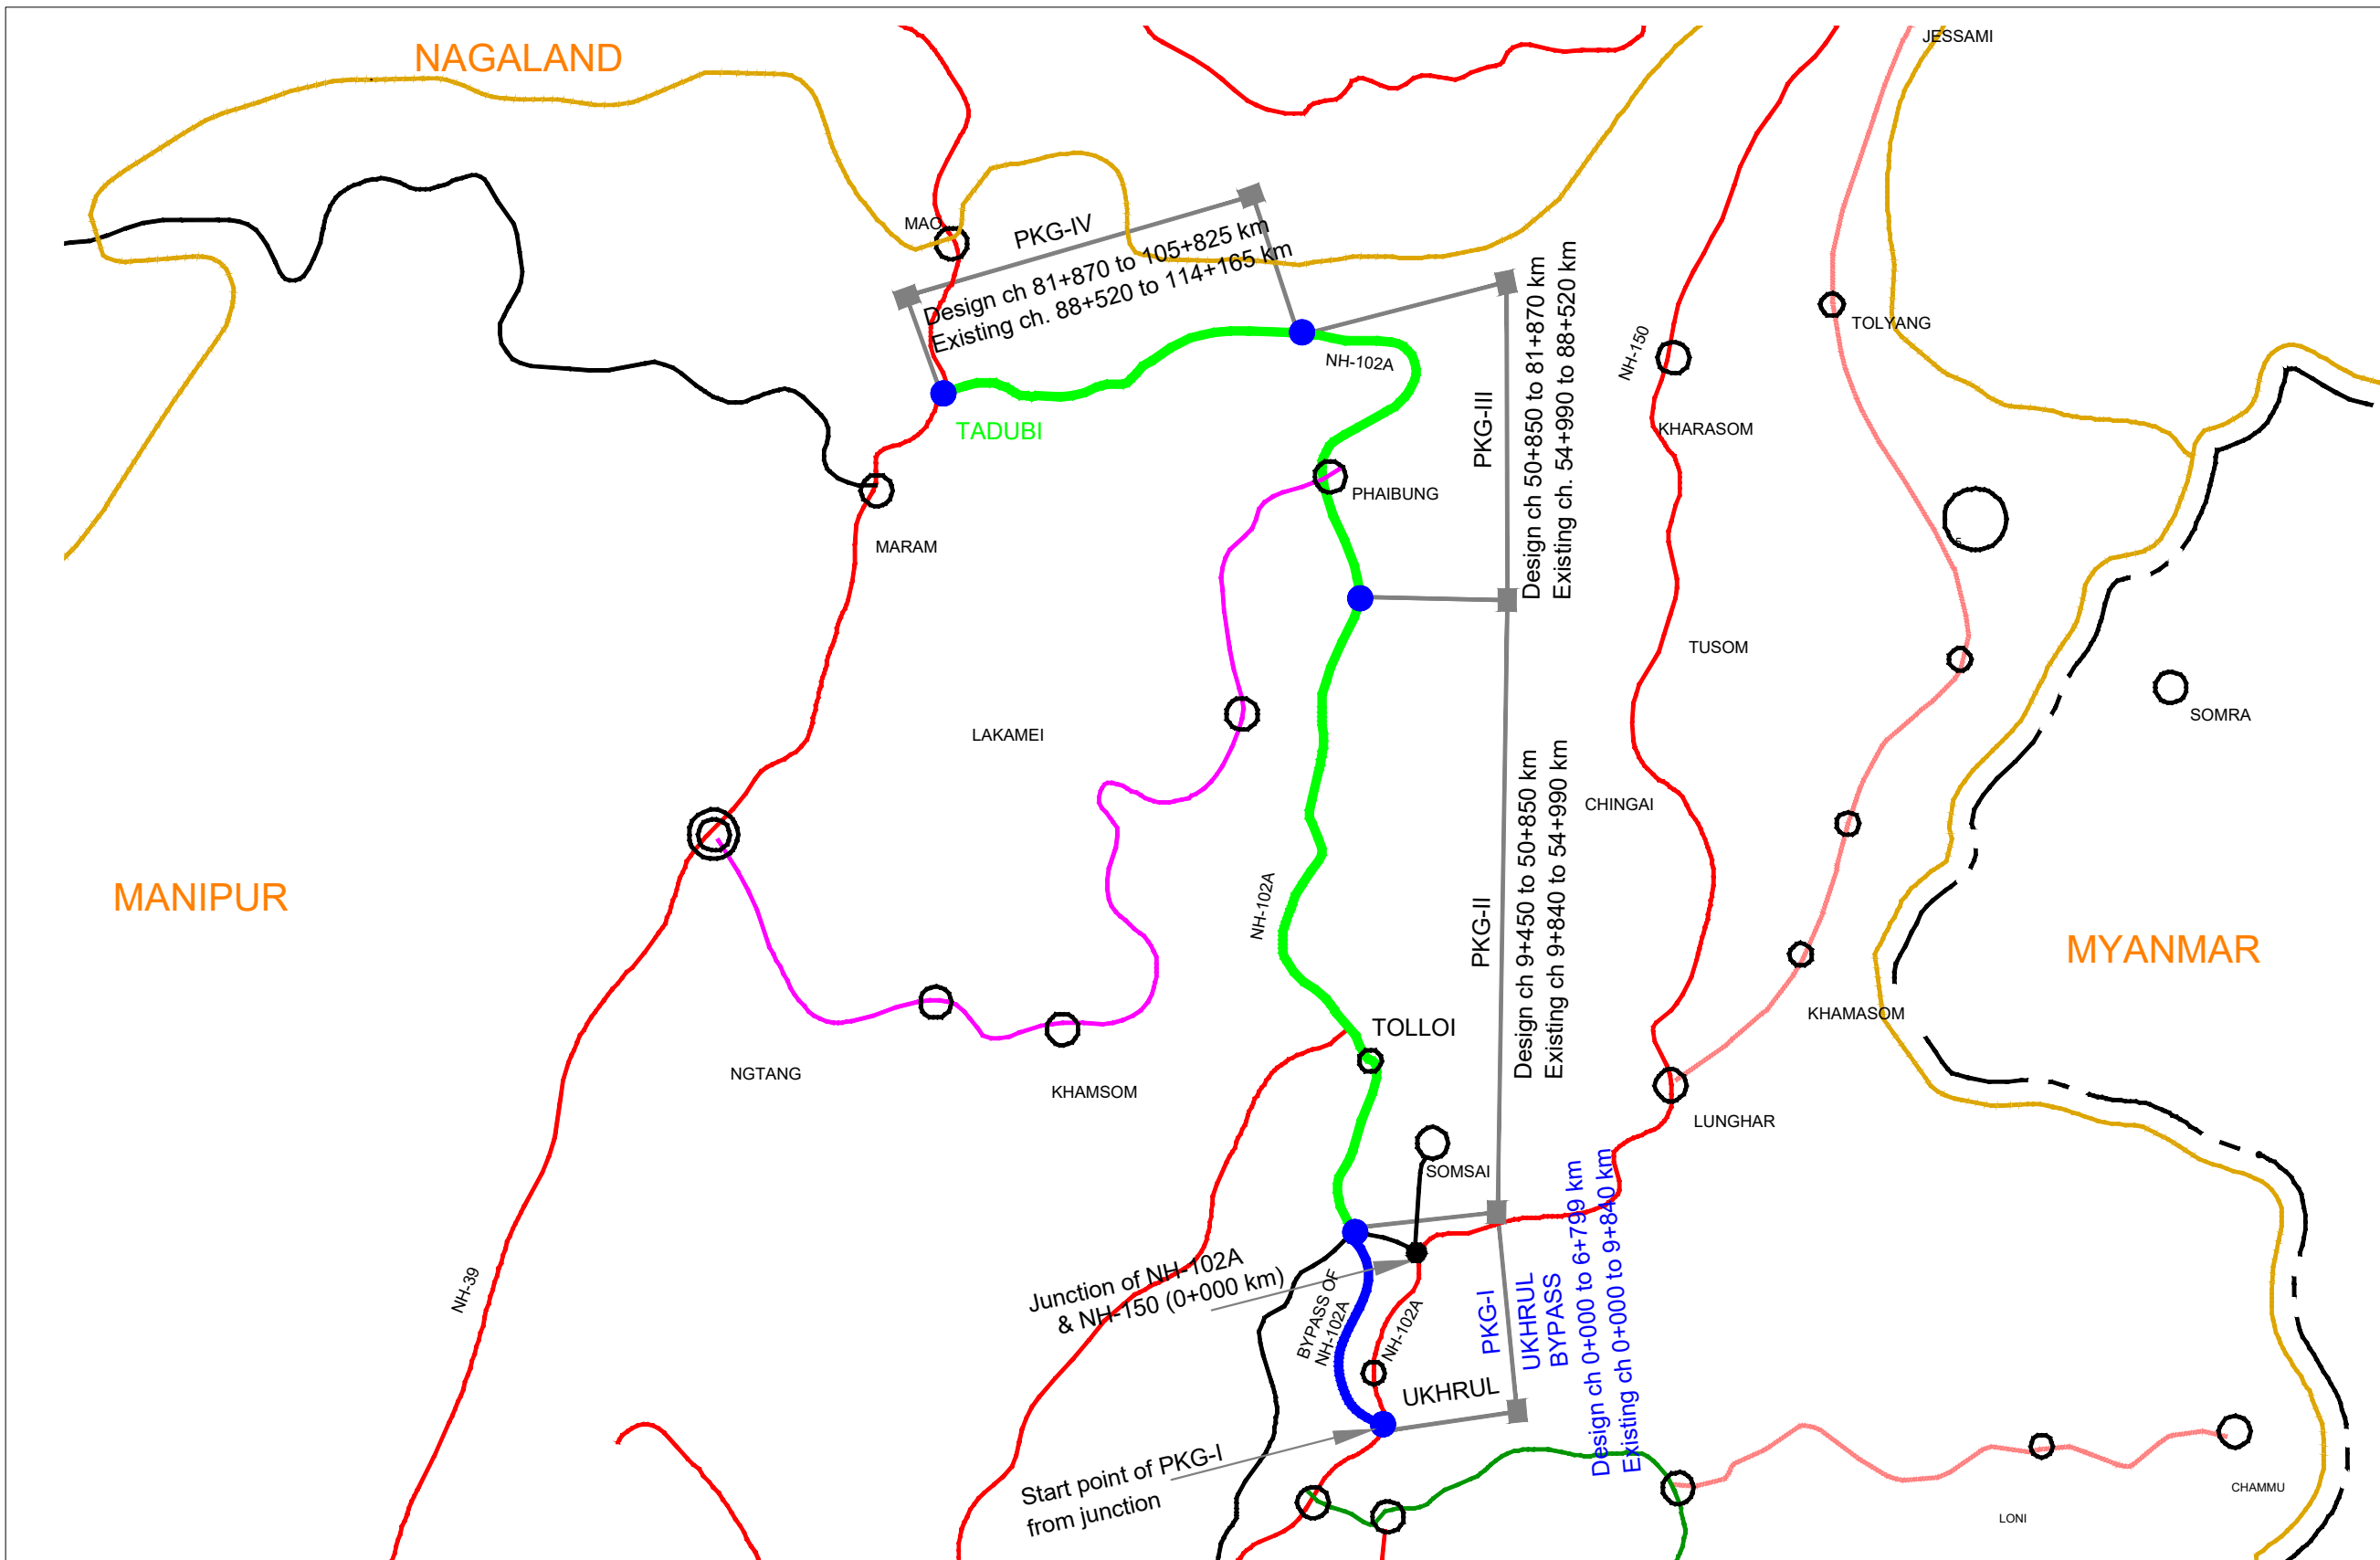 JESSAMI
NAGALAND
MAO
PKG-IV
Design ch 81+870 to 105+825 km
Existing ch. 88+520 to 114+165 km
TOLYANG
NH-150
NH-102A
PKG-III
Design ch 50+850 to 81+870 km
Existing ch. 54+990 to 88+520 km
TADUBI
KHARASOM
PHAIBUNG
MARAM
5
TUSOM
SOMRA
LAKAMEI
CHINGAI
MANIPUR
NH-102A
PKG-II
Design ch 9+450 to 50+850 km
Existing ch 9+840 to 54+990 km
MYANMAR
KHAMASOM
TOLLOI
NGTANG
KHAMSOM
LUNGHAR
SOMSAI
NH-39
Junction of NH-102A
& NH-150 (0+000 km)
BYPASS OF
NH-102A
NH-102A
PKG-I
UKHRUL
BYPASS
Design ch 0+000 to 6+799 km
Existing ch 0+000 to 9+840 km
UKHRUL
Start point of PKG-I
from junction
CHAMMU
LONI